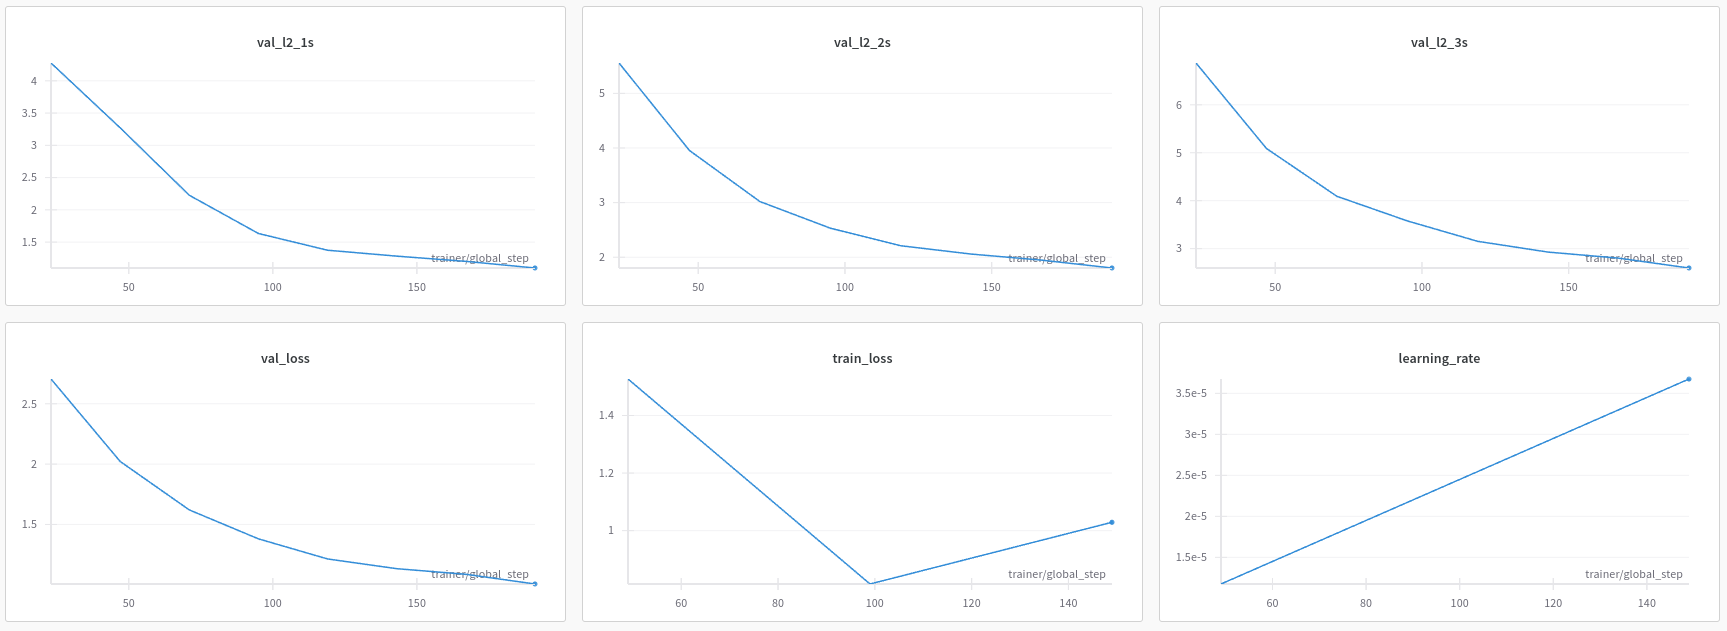 val_l2_1s
4
3.5
3
2.5
2
1.5
trainer/global_step
50 100 150
val_l2_2s
5
4
3
2
trainer/global_step
50 100 150
val_l2_3s
6
5
4
3
trainer/global_step
50 100 150
val_loss
2.5
2
1.5
trainer/global_step
50 100 150
train_loss
1.4
1.2
1
trainer/global_step
60 80 100 120 140
learning_rate
3.5e-5
3e-5
2.5e-5
2e-5
1.5e-5
trainer/global_step
60 80 100 120 140